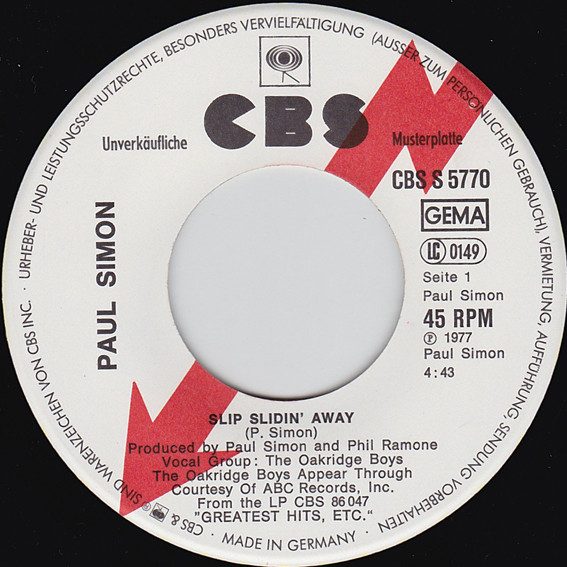 CBS
Unverkäufliche
Musterplatte
CBS S 5770
GEMA
LC 0149
Seite 1
Paul Simon
45 RPM
℗ 1977
Paul Simon
4:43
PAUL SIMON
SLIP SLIDIN' AWAY
(P. Simon)
Produced by Paul Simon and Phil Ramone
Vocal Group: The Oakridge Boys
The Oakridge Boys Appear Through
Courtesy Of ABC Records, Inc.
From the LP CBS 86 047
"GREATEST HITS, ETC."
CBS & SIND WARENZEICHEN VON CBS INC. · URHEBER- UND LEISTUNGSSCHUTZRECHTE, BESONDERS VERVIELFÄLTIGUNG (AUSSER ZUM PERSÖNLICHEN GEBRAUCH), VERMIETUNG, AUFFÜHRUNG, SENDUNG VORBEHALTEN · MADE IN GERMANY ·